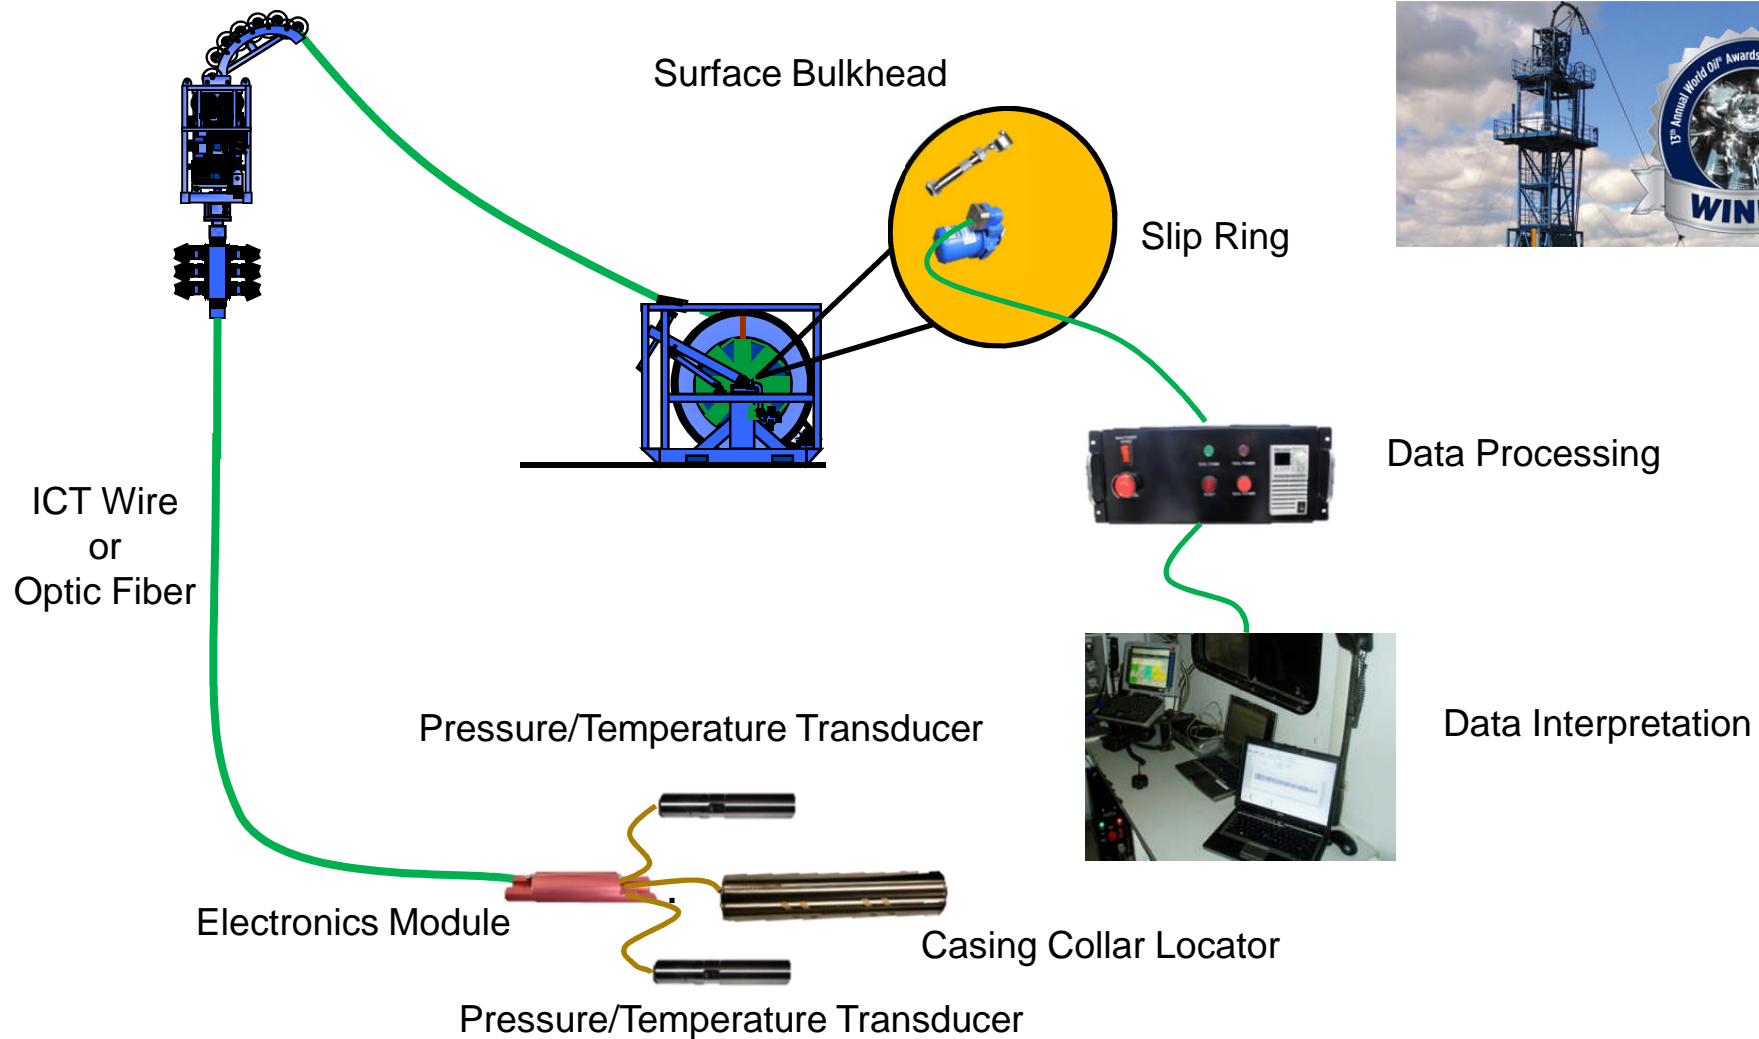 Surface Bulkhead
13th Annual World Oil® Awards
Slip Ring
WIN
Data Processing
ICT Wire
or
Optic Fiber
Pressure/Temperature Transducer
Data Interpretation
Electronics Module
Casing Collar Locator
Pressure/Temperature Transducer